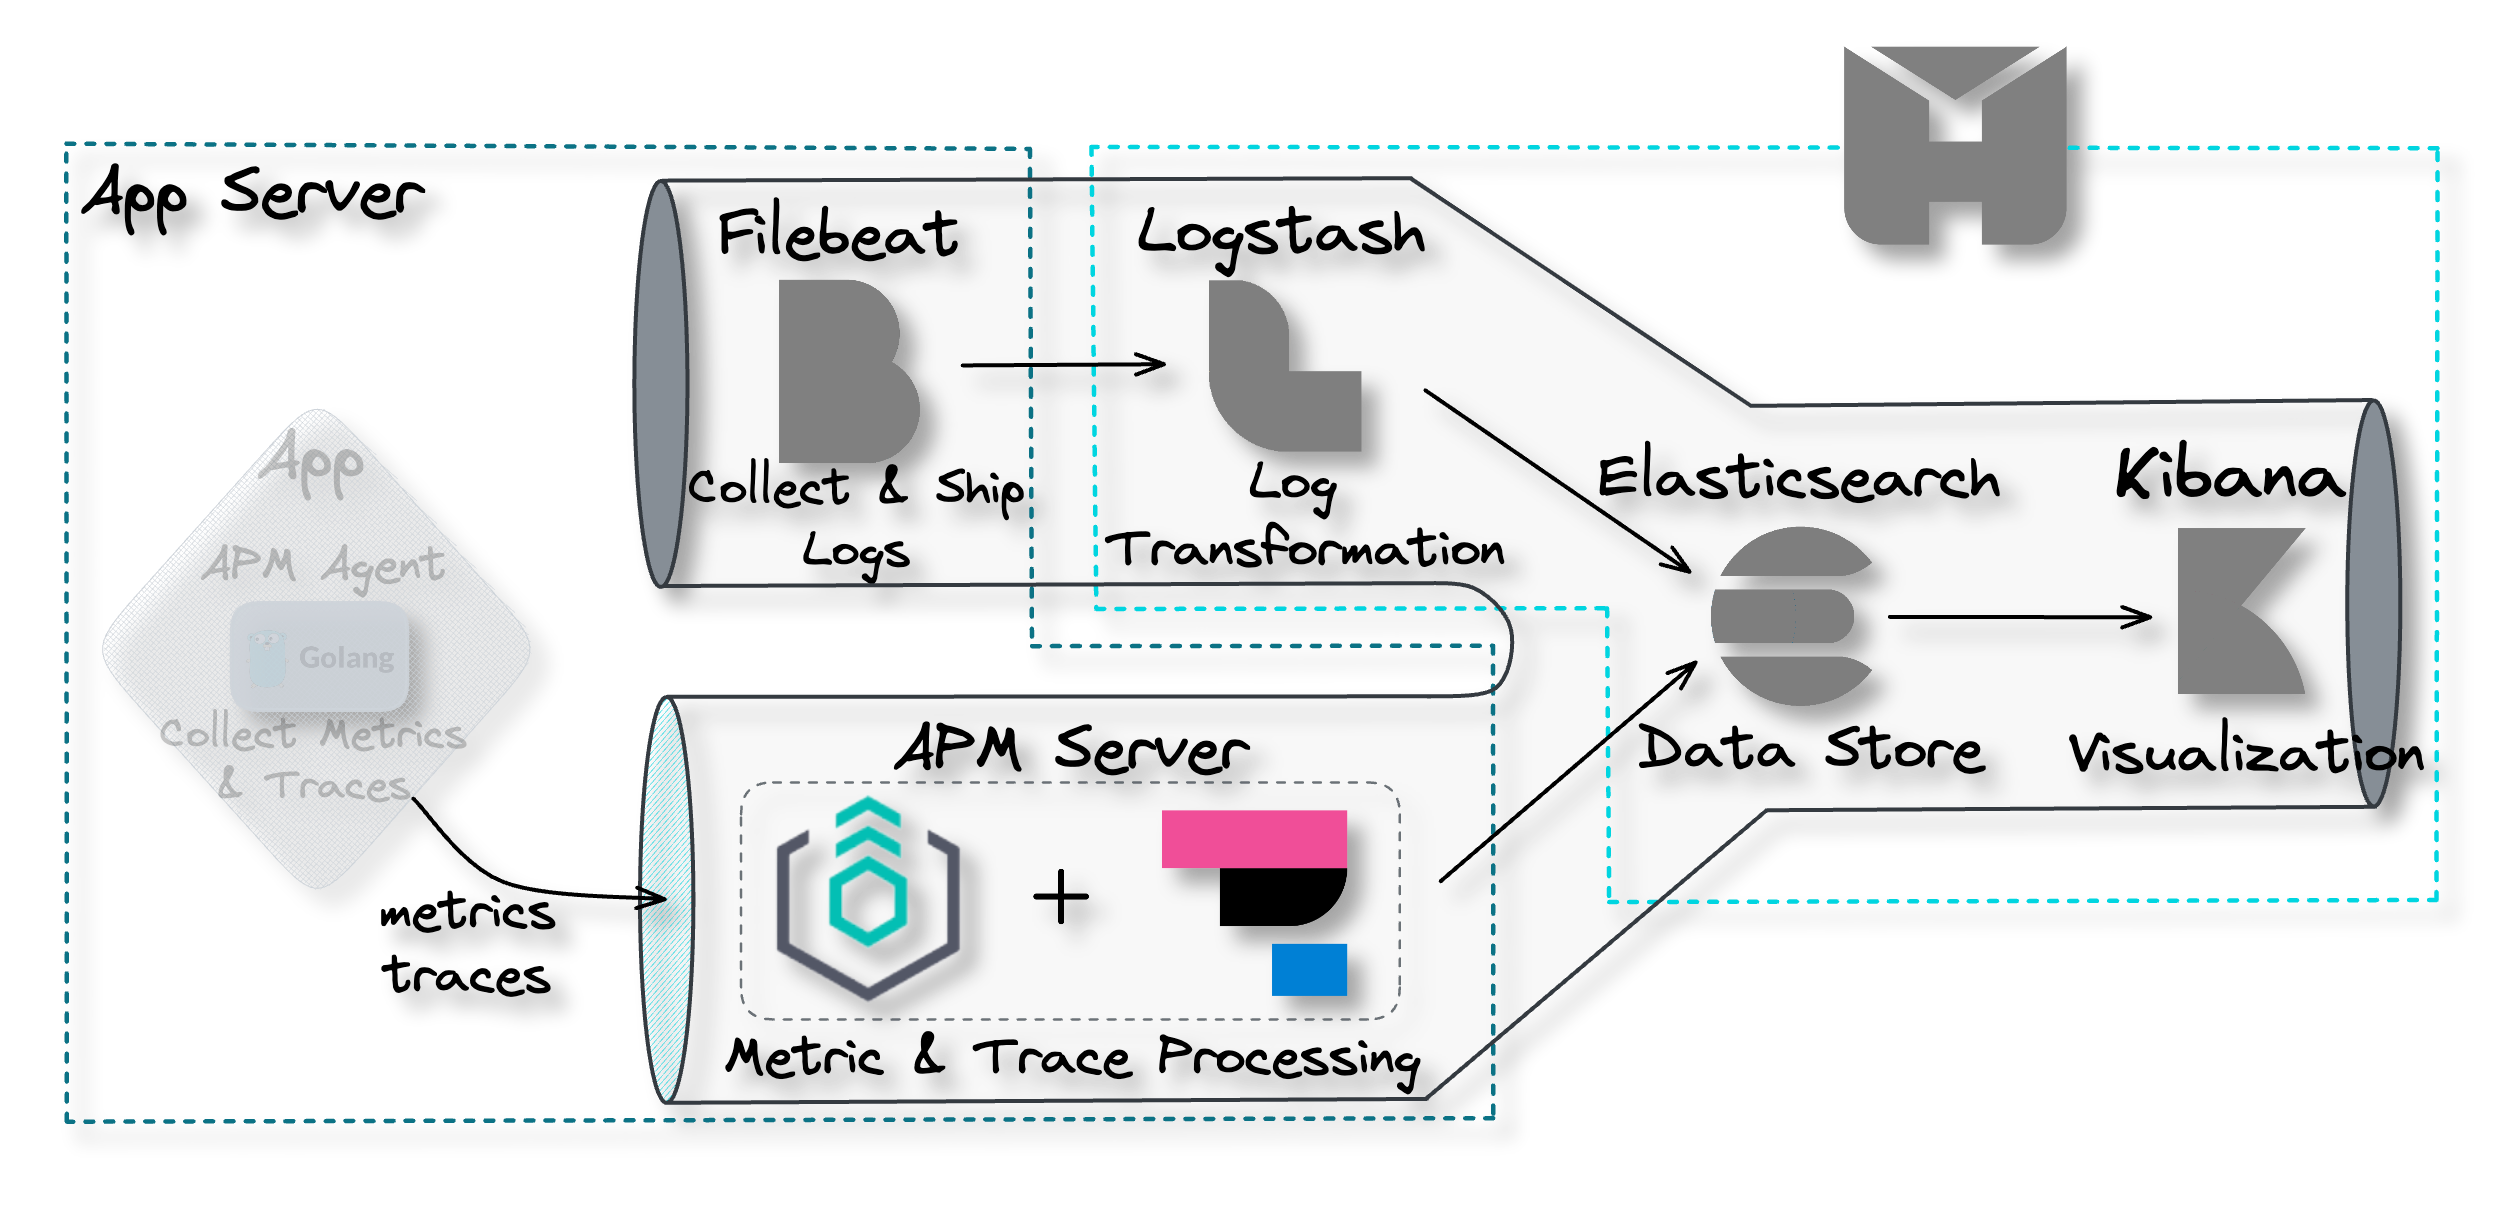 App Server
Filebeat
Collect & Ship
Logs
Logstash
Log
Transformation
App
APM Agent
Golang
Collect Metrics
& Traces
metrics
traces
APM Server
+
Metric & Trace Processing
Elasticsearch
Data Store
Kibana
Visualization